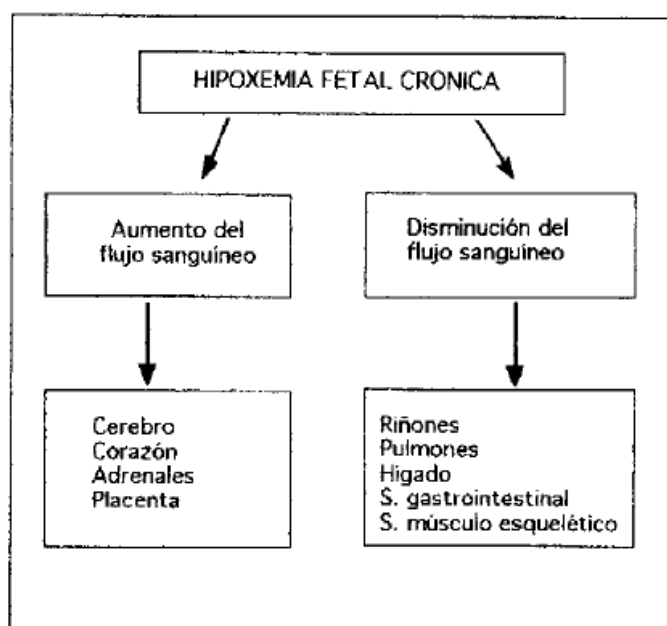 HIPOXEMIA FETAL CRONICA
Aumento del
flujo sanguíneo
Disminución del
flujo sanguíneo
Cerebro
Corazón
Adrenales
Placenta
Riñones
Pulmones
Higado
S. gastrointestinal
S. músculo esquelético